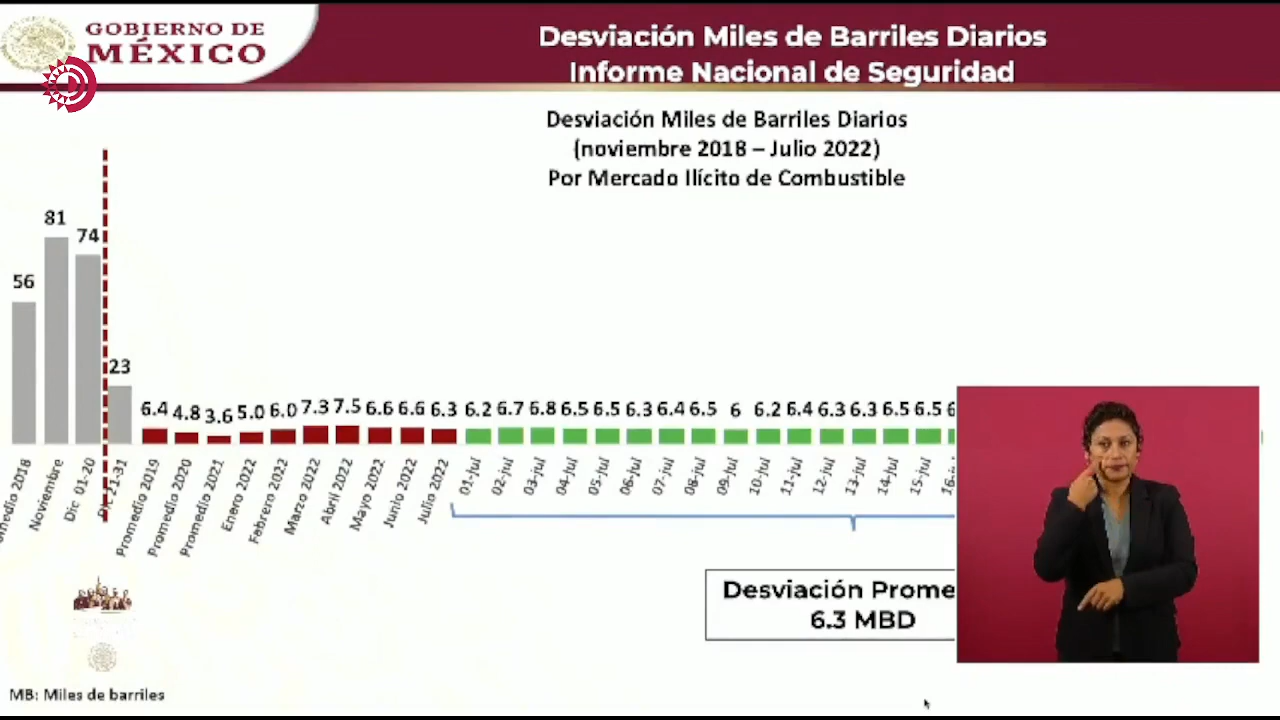 GOBIERNO DE
MÉXICO
Desviación Miles de Barriles Diarios
Informe Nacional de Seguridad
Desviación Miles de Barriles Diarios
(noviembre 2018 – Julio 2022)
Por Mercado Ilícito de Combustible
56
81
74
23
6.4 4.8 3.6 5.0 6.0 7.3 7.5 6.6 6.6 6.3 6.2 6.7 6.8 6.5 6.5 6.3 6.4 6.5 6 6.2 6.4 6.3 6.3 6.5 6.5
2018
Noviembre
Dic 01-20
21-31
Promedio 2019
Promedio 2020
Promedio 2021
Enero 2022
Febrero 2022
Marzo 2022
Abril 2022
Mayo 2022
Junio 2022
Julio 2022
01-jul
02-jul
03-jul
04-jul
05-jul
06-jul
07-jul
08-jul
09-jul
10-jul
11-jul
12-jul
13-jul
14-jul
15-jul
Desviación
6.3 MBD
MB: Miles de barriles